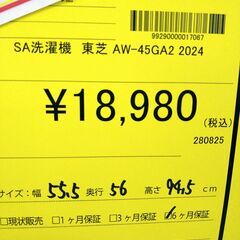 99290000017067
SA洗濯機 東芝 AW-45GA2 2024
¥18,980(税込)
280825
サイズ:幅 55.5 奥行 56 高さ 94.5 cm
□現状販売 □1ヶ月保証 □3ヶ月保証 □6ヶ月保証